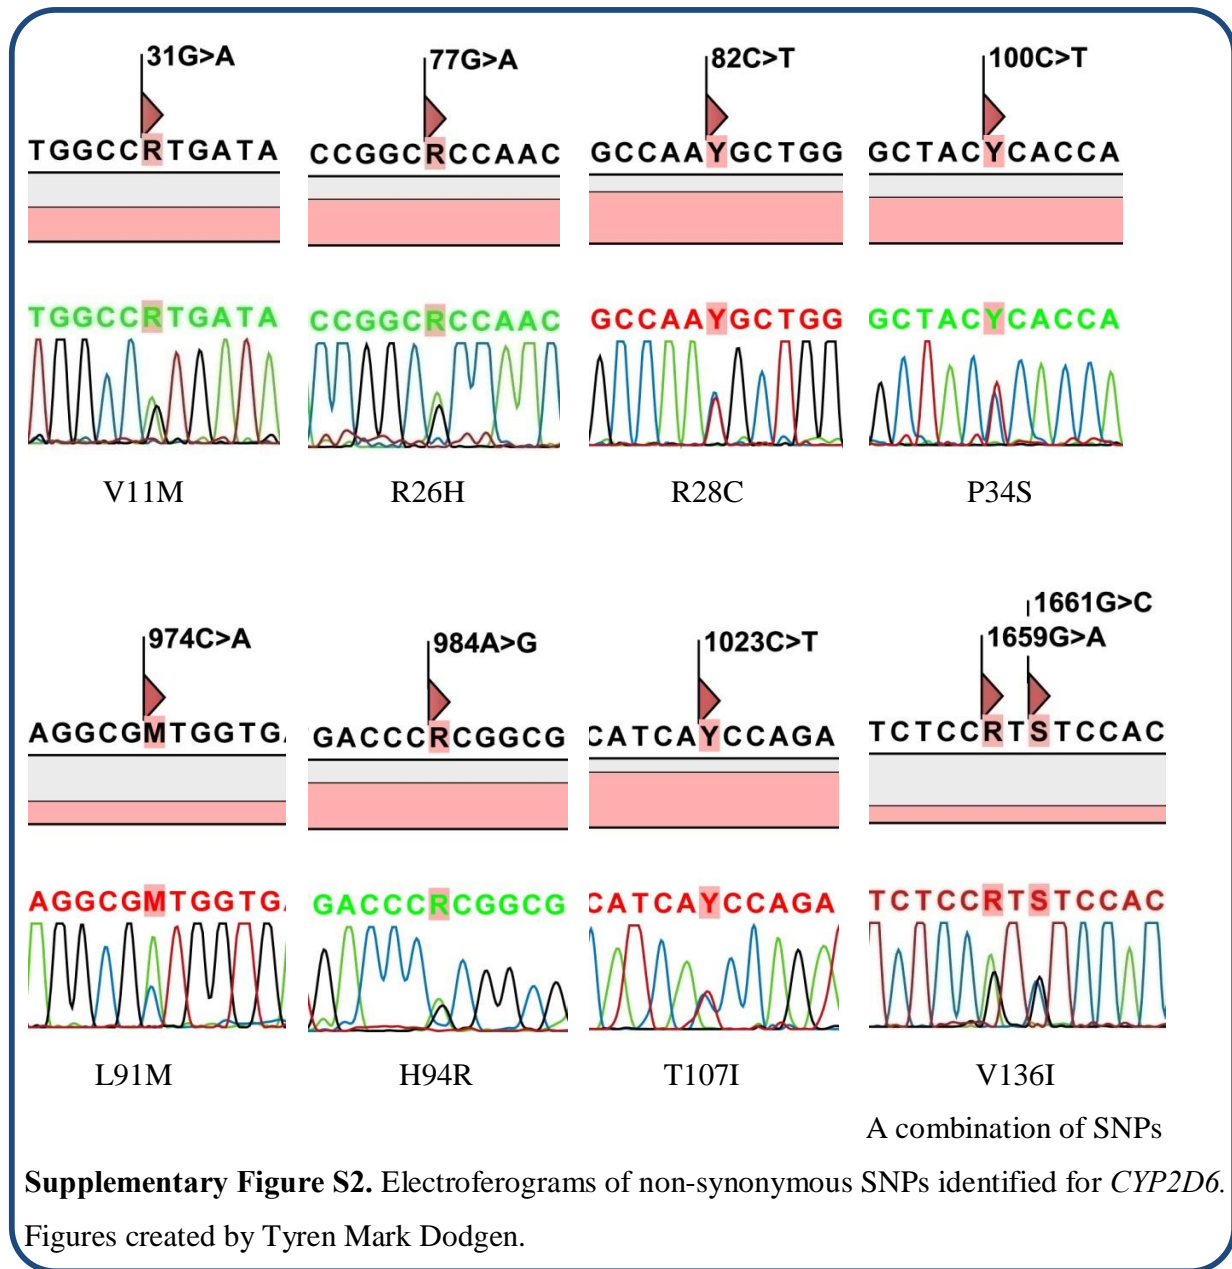 31G>A 77G>A 82C>T 100C>T
TGGCCRTGATA CCGGCRCCAAC GCCAAYGCTGG GCTACYCACCA
TGGCCRTGATA CCGGCRCCAAC GCCAAYGCTGG GCTACYCACCA
V11M R26H R28C P34S
1661G>C
974C>A 984A>G 1023C>T 1659G>A
AGGCGMTGGTG GACCCRCGGCG CATCAYCCAGA TCTCCRTSTCCAC
AGGCGMTGGTG GACCCRCGGCG CATCAYCCAGA TCTCCRTSTCCAC
L91M H94R T107I V136I
A combination of SNPs
Supplementary Figure S2. Electroferograms of non-synonymous SNPs identified for CYP2D6.
Figures created by Tyren Mark Dodgen.